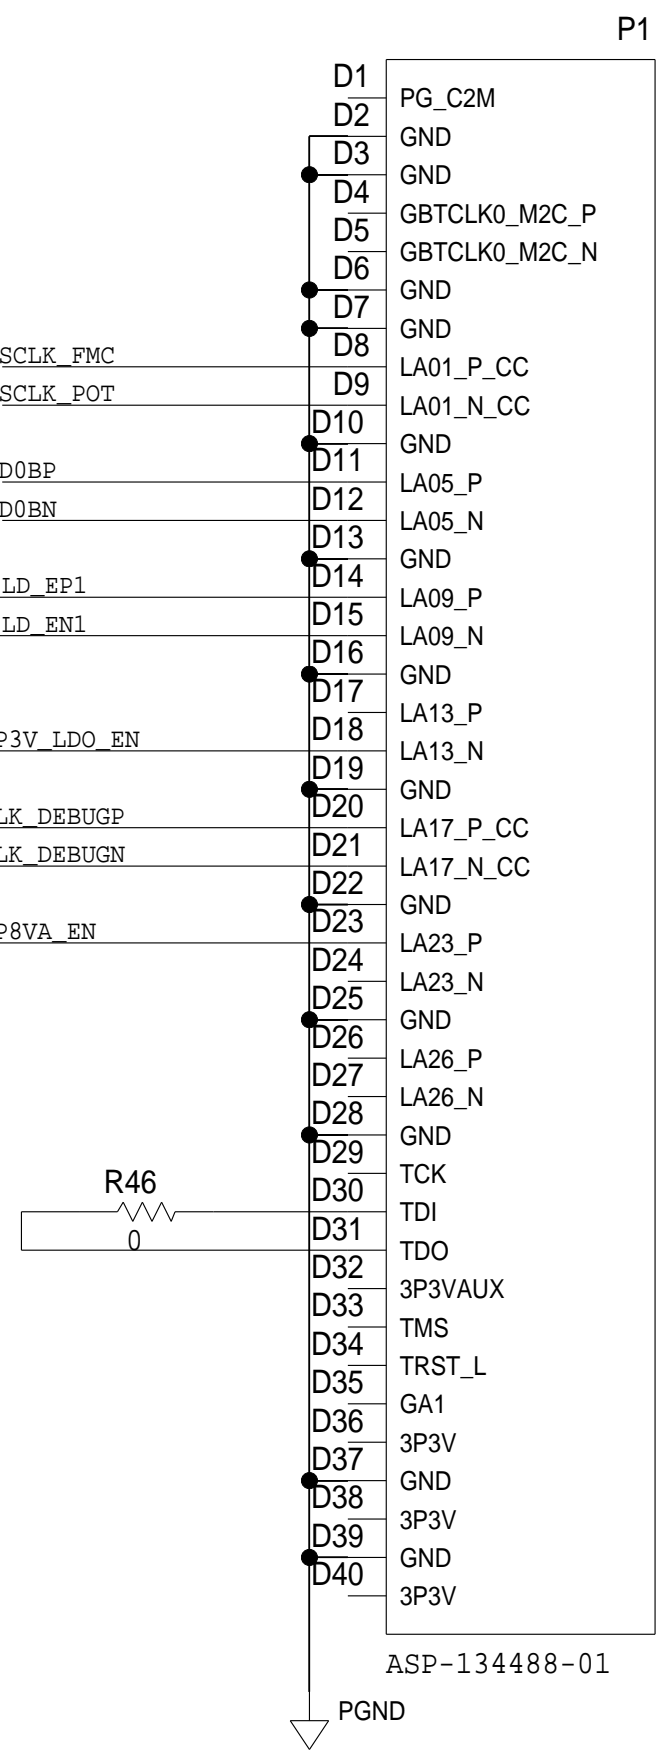 P1
D1
PG_C2M
D2
GND
D3
GND
D4
GBTCLK0_M2C_P
D5
GBTCLK0_M2C_N
D6
GND
D7
GND
SCLK_FMC
D8
LA01_P_CC
SCLK_POT
D9
LA01_N_CC
D10
GND
D0BP
D11
LA05_P
D0BN
D12
LA05_N
D13
GND
LD_EP1
D14
LA09_P
LD_EN1
D15
LA09_N
D16
GND
D17
LA13_P
P3V_LDO_EN
D18
LA13_N
D19
GND
LK_DEBUGP
D20
LA17_P_CC
LK_DEBUGN
D21
LA17_N_CC
D22
GND
P8VA_EN
D23
LA23_P
D24
LA23_N
D25
GND
D26
LA26_P
D27
LA26_N
D28
GND
D29
TCK
R46
0
D30
TDI
D31
TDO
D32
3P3VAUX
D33
TMS
D34
TRST_L
D35
GA1
D36
3P3V
D37
GND
D38
3P3V
D39
GND
D40
3P3V
ASP-134488-01
PGND